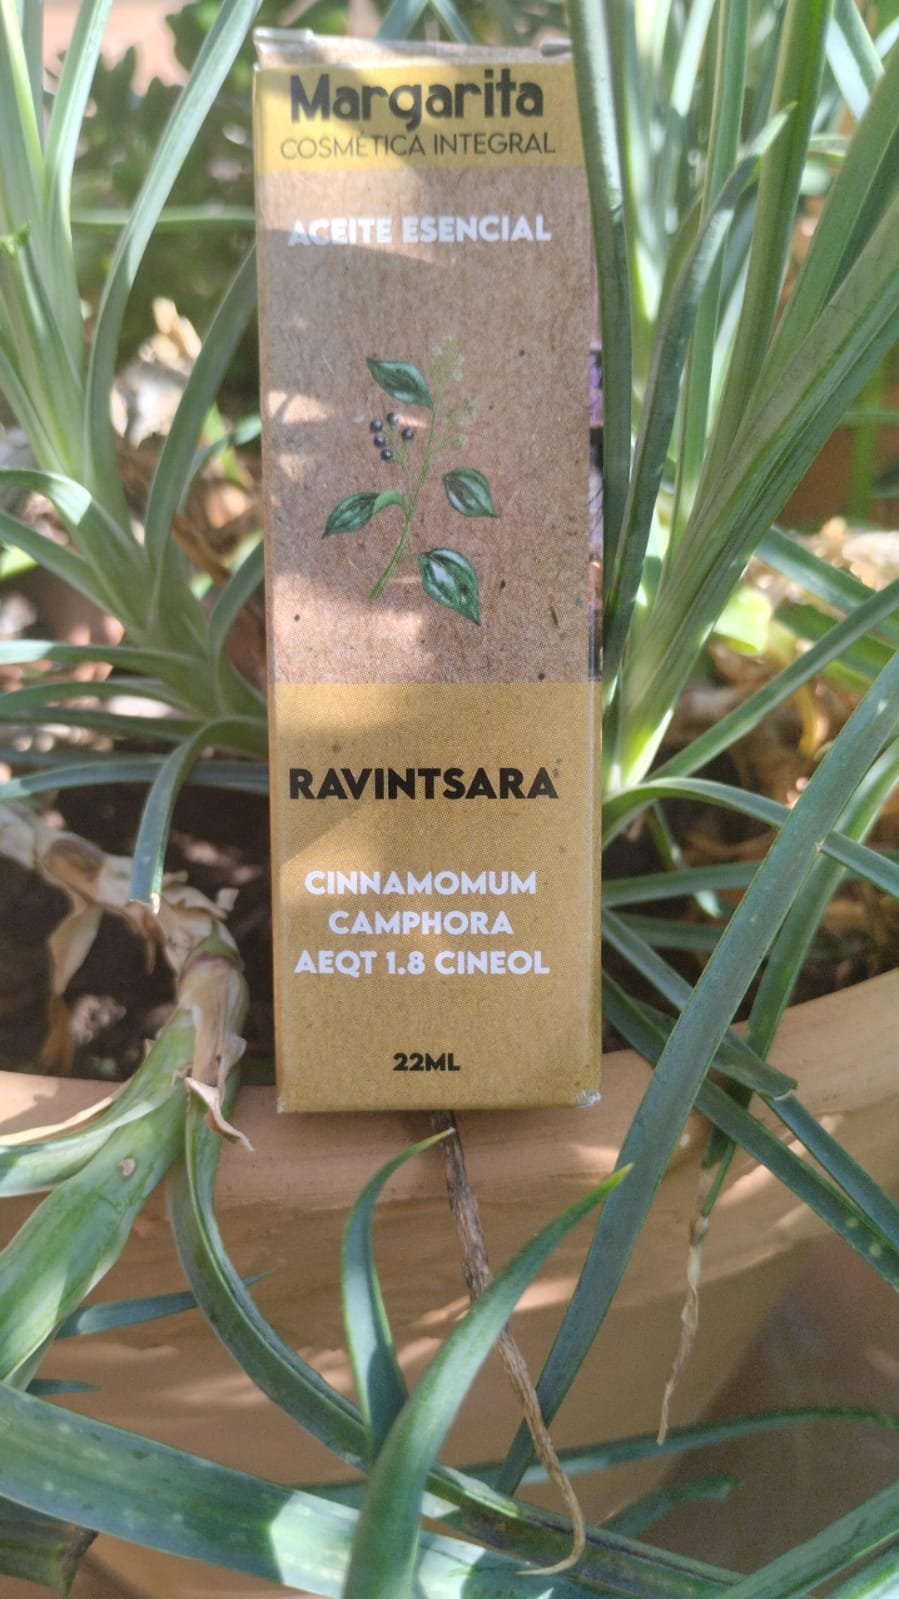 Margarita
COSMÉTICA INTEGRAL
ACEITE ESENCIAL
RAVINTSARA
CINNAMOMUM
CAMPHORA
AEQT 1.8 CINEOL
22ML